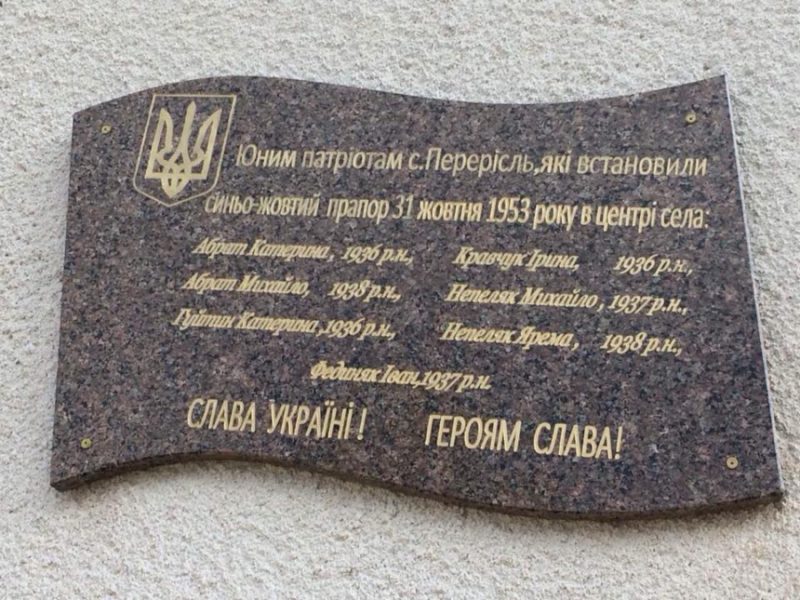 Юним патріотам с.Перерісль,які встановили
синьо-жовтий прапор 31 жовтня 1953 року в центрі села:
Абрат Катерина, 1936 р.н., Кравчук Ірина, 1936 р.н.,
Абрат Михайло, 1938 р.н., Непеляк Михайло, 1937 р.н.,
Гуйтин Катерина, 1936 р.н., Непеляк Ярема, 1938 р.н.,
Фединяк Іван, 1937 р.н.
СЛАВА УКРАЇНІ! ГЕРОЯМ СЛАВА!